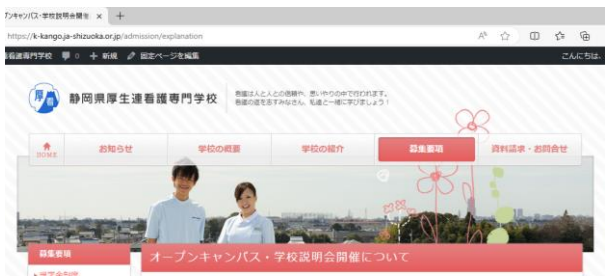 プンキャンパス・学校説明会開催
https://k-kango.ja-shizuoka.or.jp/admission/explanation
看護専門学校 0 + 新規 固定ページを編集 こんにちは、
厚看 静岡県厚生連看護専門学校
看護は人と人との信頼や、思いやりの中で行われます。
看護の道を志すみなさん、私達と一緒に学びましょう！
HOME お知らせ 学校の概要 学校の紹介 募集要項 資料請求・お問合せ
募集要項
オープンキャンパス・学校説明会開催について